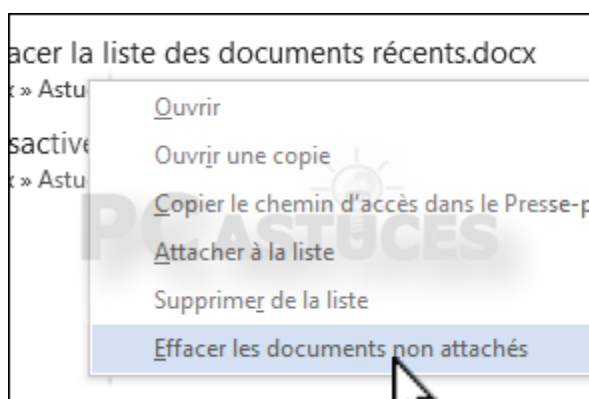 acer la liste des documents récents.docx
« » Astu
Ouvrir
sactive
Ouvrir une copie
« » Astu
Copier le chemin d'accès dans le Presse-p
PC ASTUCES
Attacher à la liste
Supprimer de la liste
Effacer les documents non attachés